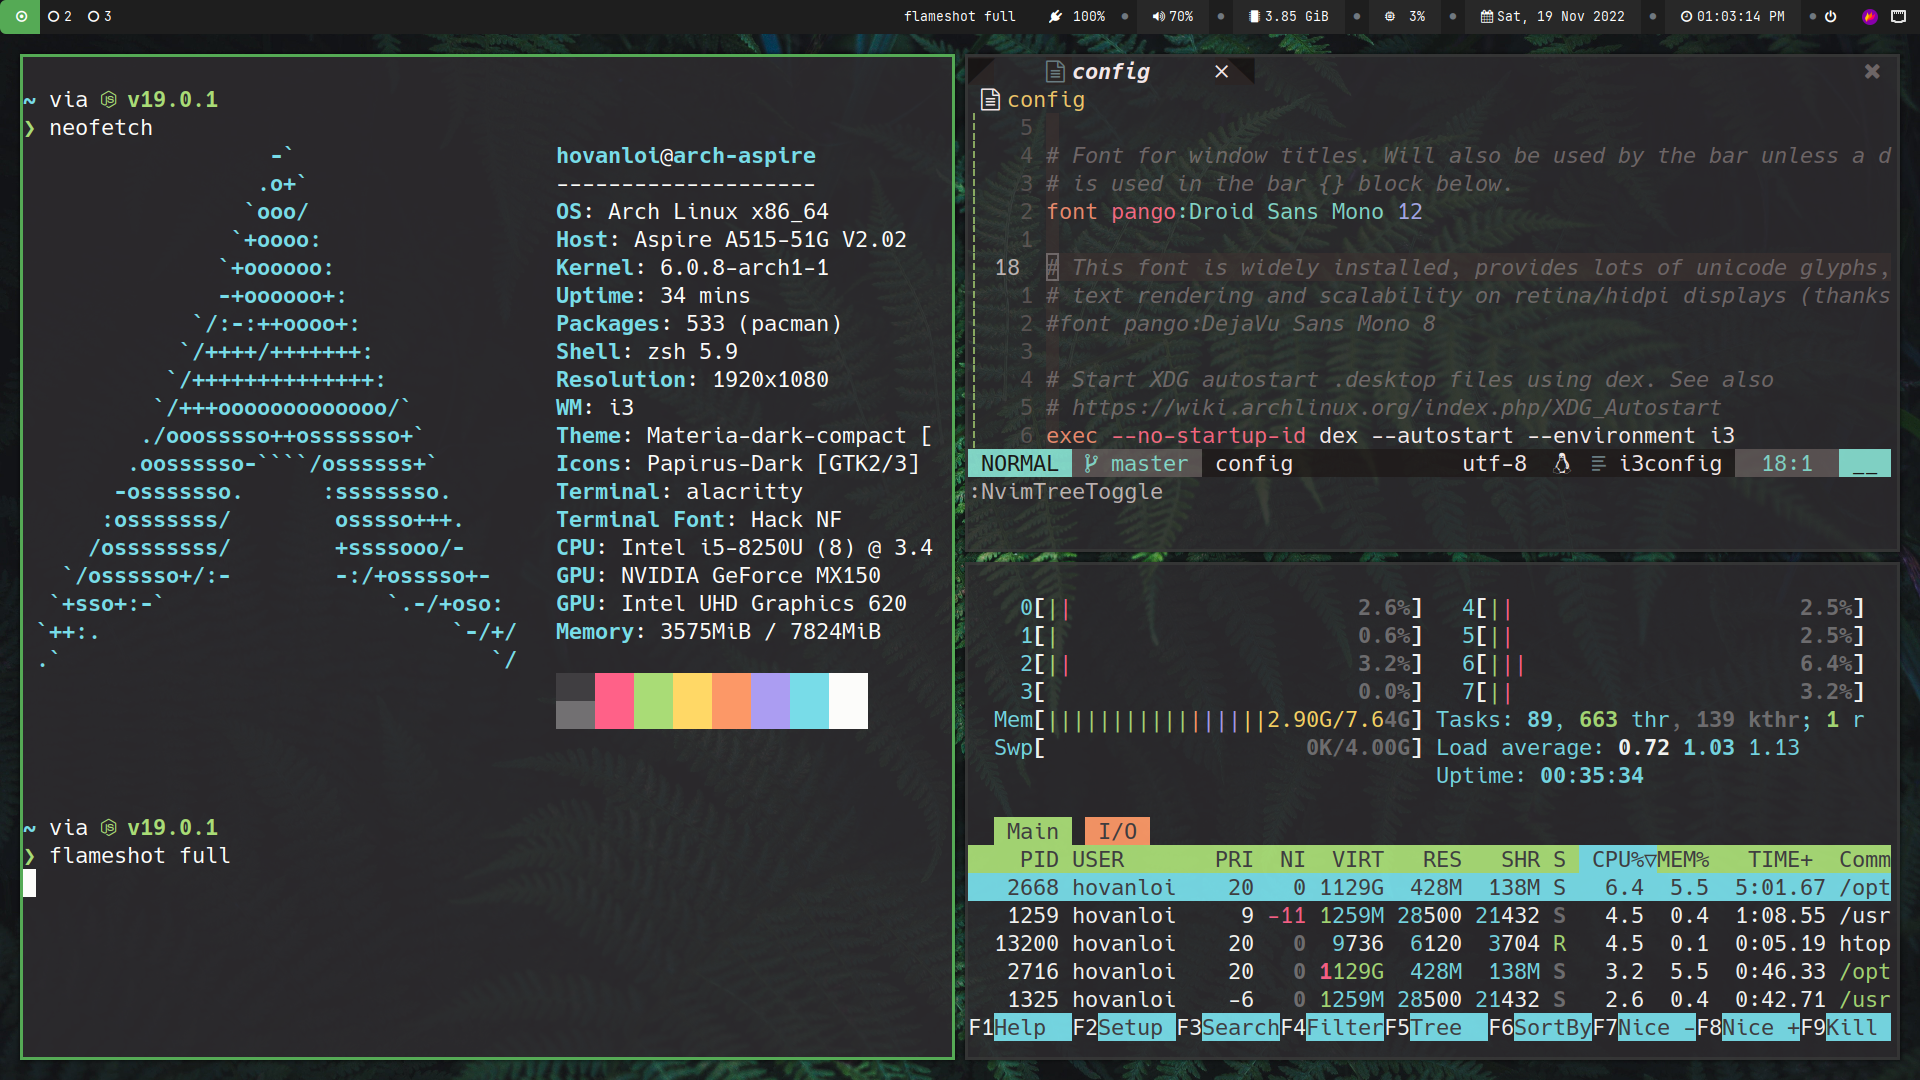 2 3 flameshot full 100% 70% 3.85 GiB 3% Sat, 19 Nov 2022 01:03:14 PM
~ via v19.0.1
❯ neofetch
-`
.o+`
`ooo/
`+oooo:
`+oooooo:
-+oooooo+:
`/:-:++oooo+:
`/++++/+++++++:
`/++++++++++++++:
`/+++ooooooooooooo/`
./ooosssso++osssssso+`
.oossssso-````/ossssss+`
-osssssso.      :ssssssso.
:osssssss/        osssso+++.
/ossssssss/        +ssssooo/-
`/ossssso+/:-        -:/+osssso+-
`+sso+:-`                 `.-/+oso:
`++:.                           `-/+/
.`                                 `/
hovanloi@arch-aspire
--------------------
OS: Arch Linux x86_64
Host: Aspire A515-51G V2.02
Kernel: 6.0.8-arch1-1
Uptime: 34 mins
Packages: 533 (pacman)
Shell: zsh 5.9
Resolution: 1920x1080
WM: i3
Theme: Materia-dark-compact [
Icons: Papirus-Dark [GTK2/3]
Terminal: alacritty
Terminal Font: Hack NF
CPU: Intel i5-8250U (8) @ 3.4
GPU: NVIDIA GeForce MX150
GPU: Intel UHD Graphics 620
Memory: 3575MiB / 7824MiB
~ via v19.0.1
❯ flameshot full
config
config
5
4 # Font for window titles. Will also be used by the bar unless a d
3 # is used in the bar {} block below.
2 font pango:Droid Sans Mono 12
1
18 # This font is widely installed, provides lots of unicode glyphs,
1 # text rendering and scalability on retina/hidpi displays (thanks
2 #font pango:DejaVu Sans Mono 8
3
4 # Start XDG autostart .desktop files using dex. See also
5 # https://wiki.archlinux.org/index.php/XDG_Autostart
6 exec --no-startup-id dex --autostart --environment i3
NORMAL master config utf-8 i3config 18:1 __
:NvimTreeToggle
0[|| 2.6%] 4[|| 2.5%]
1[| 0.6%] 5[|| 2.5%]
2[|| 3.2%] 6[||| 6.4%]
3[ 0.0%] 7[|| 3.2%]
Mem[|||||||||||||||||2.90G/7.64G] Tasks: 89, 663 thr, 139 kthr; 1 r
Swp[ 0K/4.00G] Load average: 0.72 1.03 1.13
Uptime: 00:35:34
Main I/O
PID USER PRI NI VIRT RES SHR S CPU%▽MEM% TIME+ Comm
2668 hovanloi 20 0 1129G 428M 138M S 6.4 5.5 5:01.67 /opt
1259 hovanloi 9 -11 1259M 28500 21432 S 4.5 0.4 1:08.55 /usr
13200 hovanloi 20 0 9736 6120 3704 R 4.5 0.1 0:05.19 htop
2716 hovanloi 20 0 1129G 428M 138M S 3.2 5.5 0:46.33 /opt
1325 hovanloi -6 0 1259M 28500 21432 S 2.6 0.4 0:42.71 /usr
F1Help F2Setup F3SearchF4FilterF5Tree F6SortByF7Nice -F8Nice +F9Kill